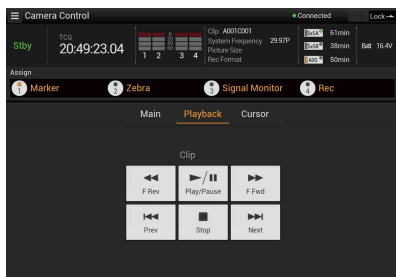 Camera Control
Connected
Lock
Stby
TCG
20:49:23.04
1 2 3 4
Clip A001C001
System Frequency 29.97P
Picture Size
Rec Format
61min
38min
50min
Batt 16.4V
Assign
1 Marker
2 Zebra
3 Signal Monitor
4 Rec
Main Playback Cursor
Clip
F Rev
Play/Pause
F Fwd
Prev
Stop
Next